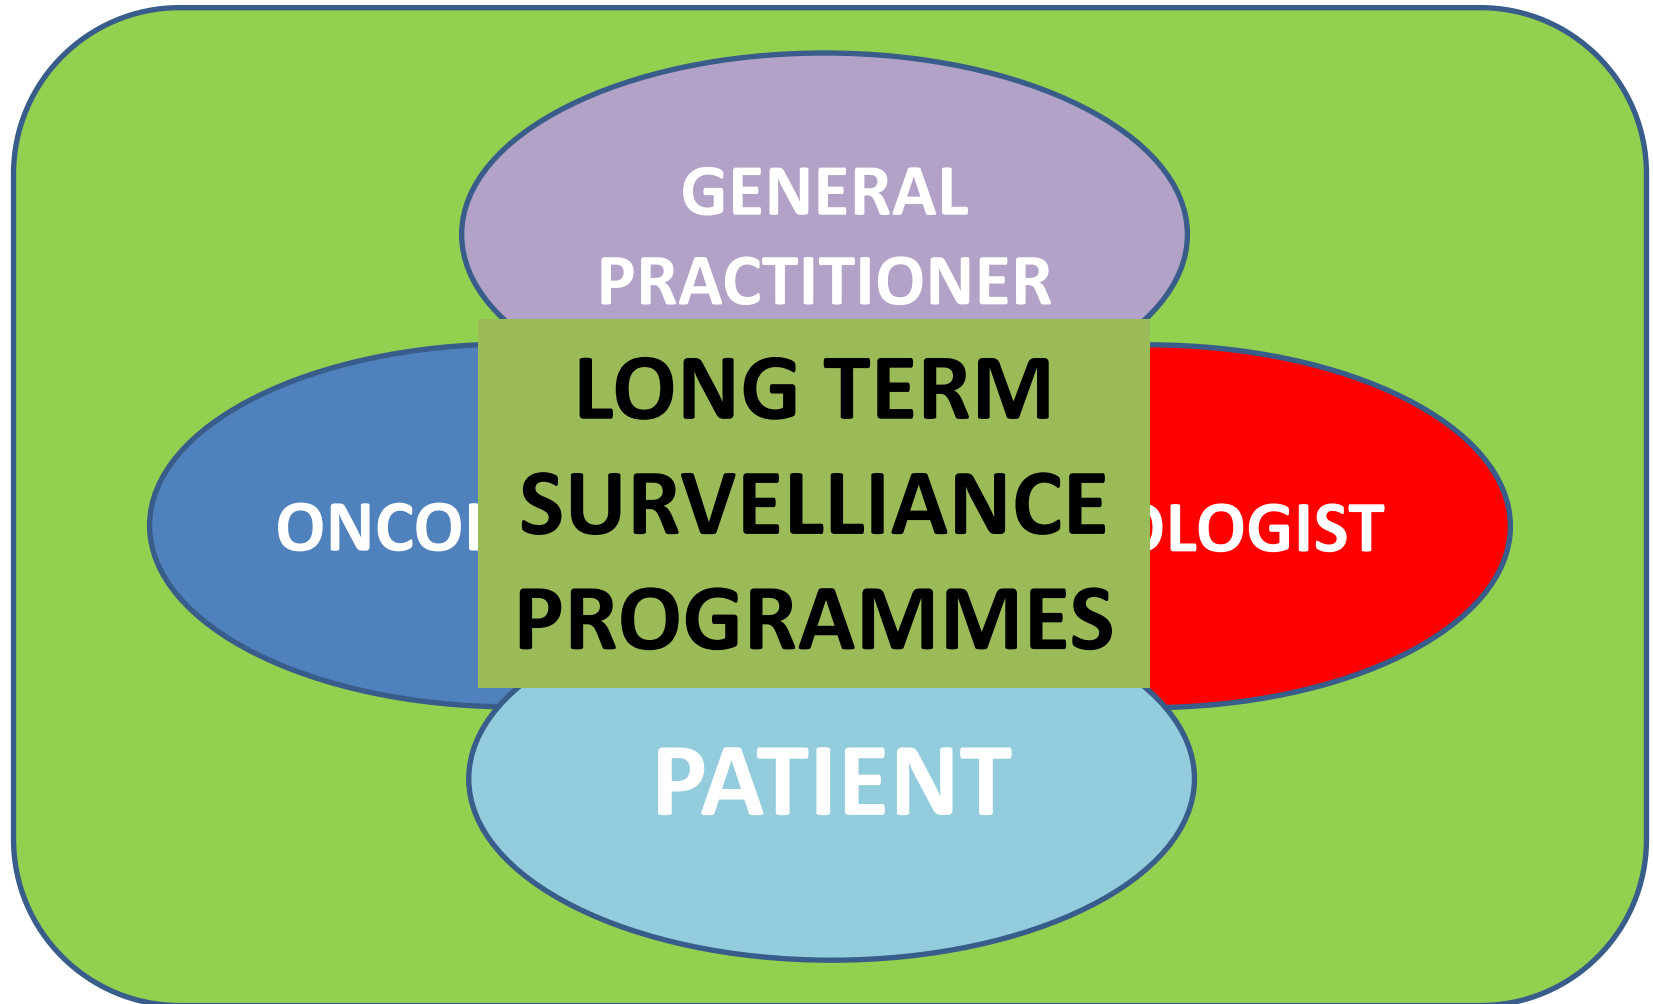 GENERAL
PRACTITIONER
LONG TERM
SURVELLIANCE
PROGRAMMES
PATIENT